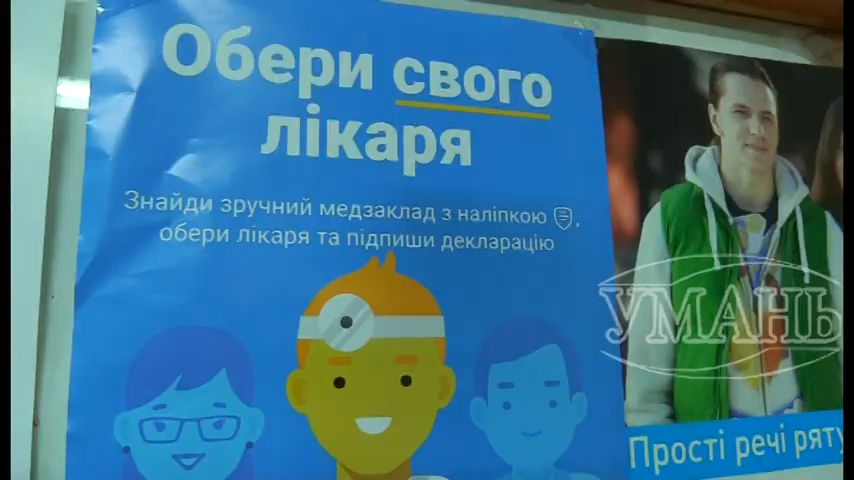 Обери свого
лікаря
Знайди зручний медзаклад з наліпкою ,
обери лікаря та підпиши декларацію
УМАНЬ
Прості речі ряту